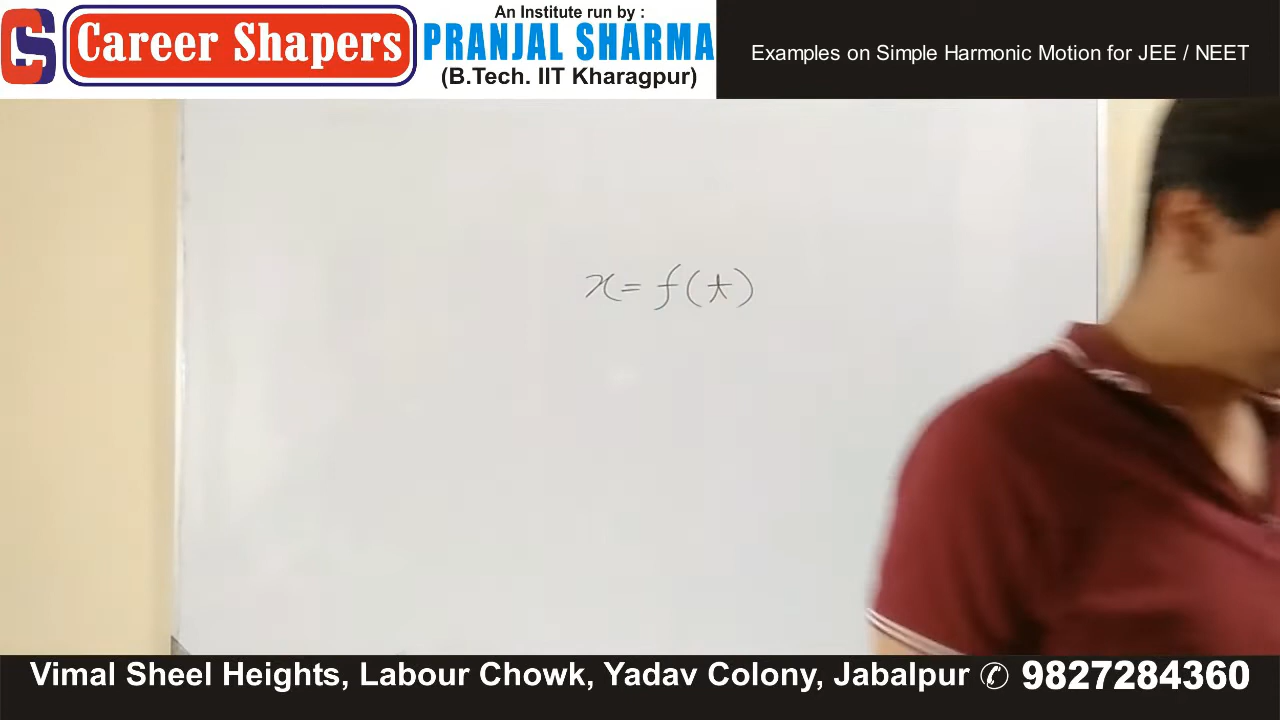 Career Shapers
An Institute run by :
PRANJAL SHARMA
(B.Tech. IIT Kharagpur)
Examples on Simple Harmonic Motion for JEE / NEET
x = f(t)
Vimal Sheel Heights, Labour Chowk, Yadav Colony, Jabalpur ✆ 9827284360